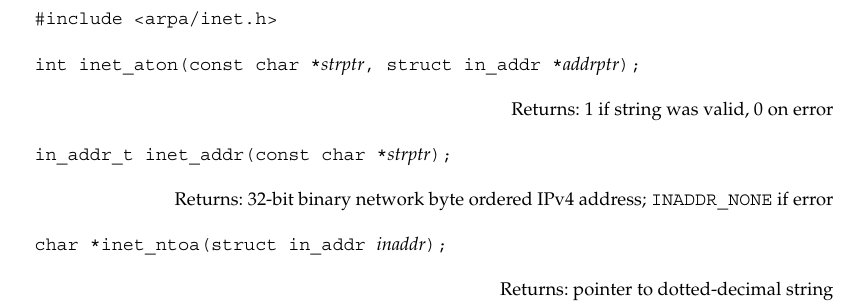 #include <arpa/inet.h>
int inet_aton(const char *strptr, struct in_addr *addrptr);
Returns: 1 if string was valid, 0 on error
in_addr_t inet_addr(const char *strptr);
Returns: 32-bit binary network byte ordered IPv4 address; INADDR_NONE if error
char *inet_ntoa(struct in_addr inaddr);
Returns: pointer to dotted-decimal string